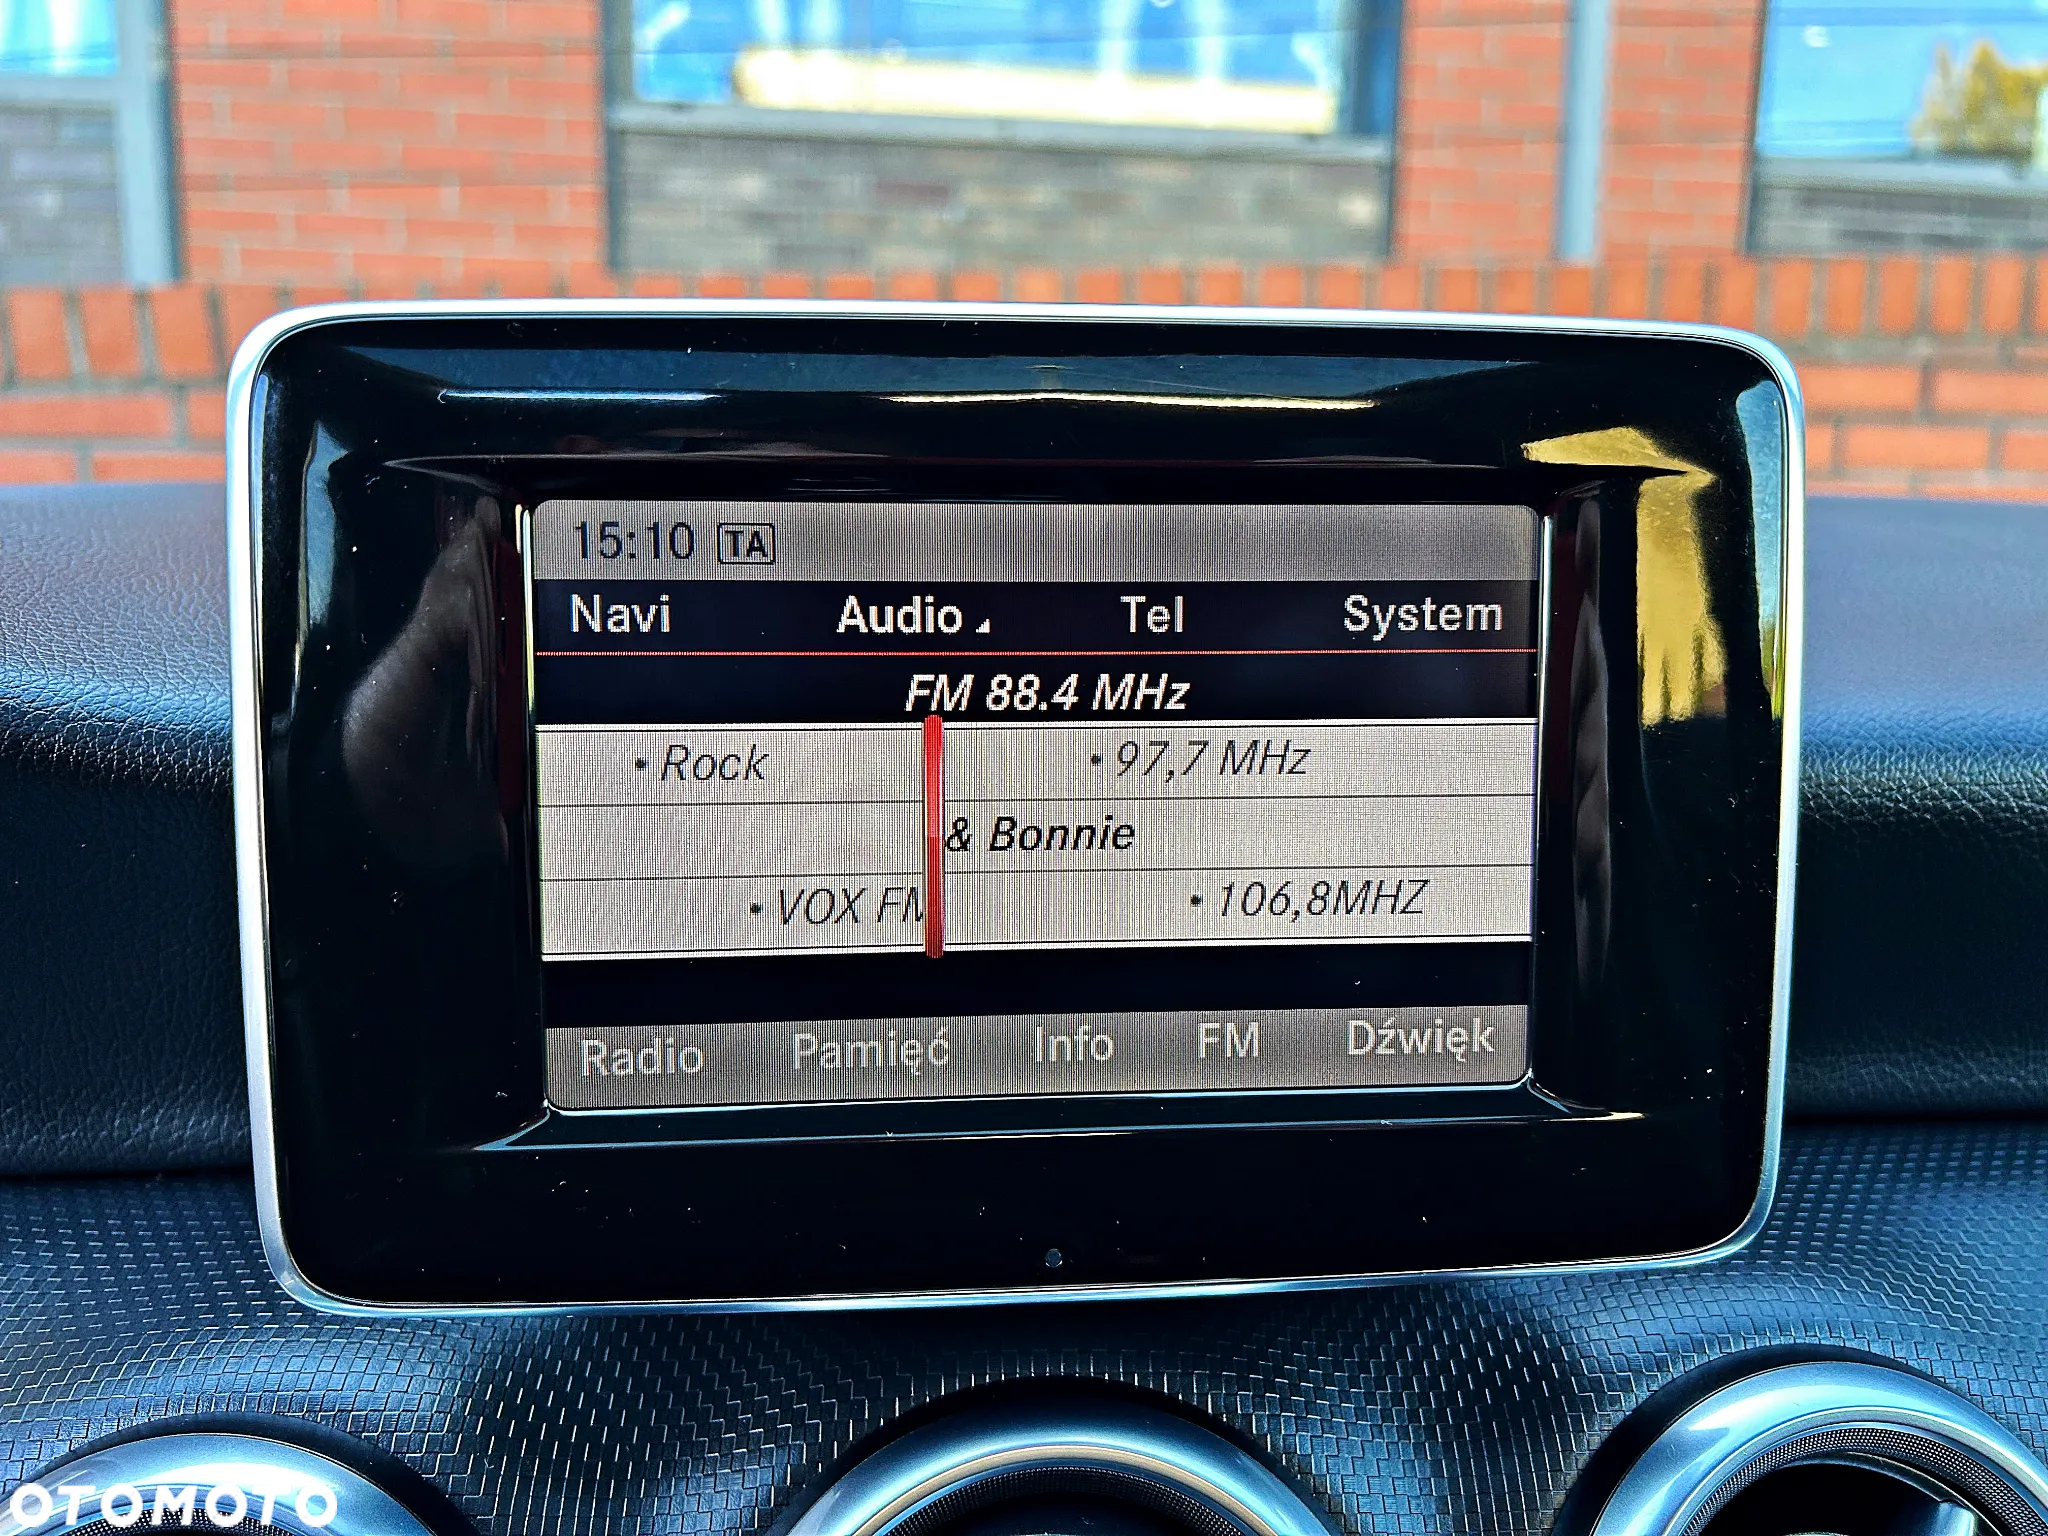 15:10 TA
Navi Audio Tel System
FM 88.4 MHz
• Rock • 97,7 MHz
& Bonnie
• VOX FM • 106,8MHZ
Radio Pamięć Info FM Dźwięk
OTOMOTO